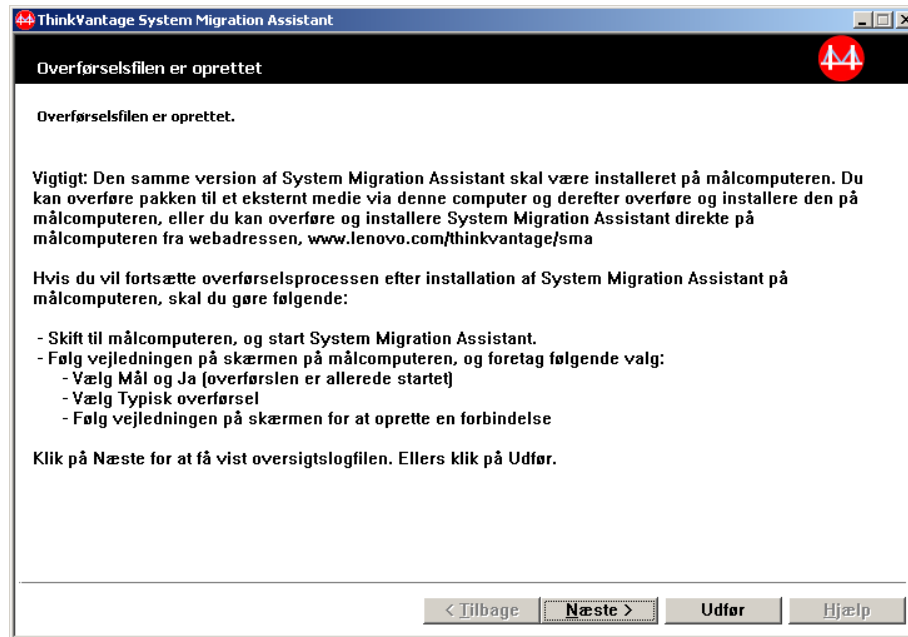 ThinkVantage System Migration Assistant
Overførselsfilen er oprettet
Overførselsfilen er oprettet.
Vigtigt: Den samme version af System Migration Assistant skal være installeret på målcomputeren. Du
kan overføre pakken til et eksternt medie via denne computer og derefter overføre og installere den på
målcomputeren, eller du kan overføre og installere System Migration Assistant direkte på
målcomputeren fra webadressen, www.lenovo.com/thinkvantage/sma
Hvis du vil fortsætte overførselsprocessen efter installation af System Migration Assistant på
målcomputeren, skal du gøre følgende:
- Skift til målcomputeren, og start System Migration Assistant.
- Følg vejledningen på skærmen på målcomputeren, og foretag følgende valg:
- Vælg Mål og Ja (overførslen er allerede startet)
- Vælg Typisk overførsel
- Følg vejledningen på skærmen for at oprette en forbindelse
Klik på Næste for at få vist oversigtslogfilen. Ellers klik på Udfør.
< Tilbage Næste > Udfør Hjælp